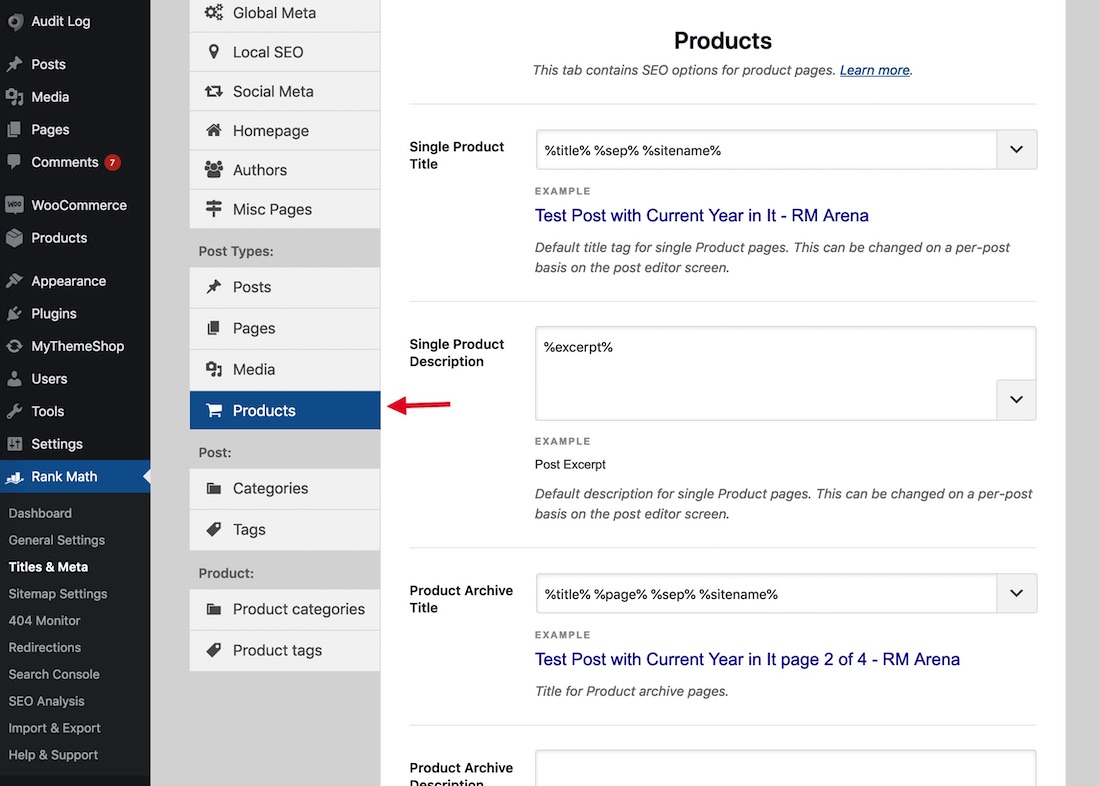 Audit Log
Posts
Media
Pages
Comments 7
WOO WooCommerce
Products
Appearance
Plugins
MyThemeShop
Users
Tools
Settings
Rank Math
Dashboard
General Settings
Titles & Meta
Sitemap Settings
404 Monitor
Redirections
Search Console
SEO Analysis
Import & Export
Help & Support
Global Meta
Local SEO
Social Meta
Homepage
Authors
Misc Pages
Post Types:
Posts
Pages
Media
Products
Post:
Categories
Tags
Product:
Product categories
Product tags
Products
This tab contains SEO options for product pages. Learn more.
Single Product
Title
%title% %sep% %sitename%
EXAMPLE
Test Post with Current Year in It - RM Arena
Default title tag for single Product pages. This can be changed on a per-post
basis on the post editor screen.
Single Product
Description
%excerpt%
EXAMPLE
Post Excerpt
Default description for single Product pages. This can be changed on a per-post
basis on the post editor screen.
Product Archive
Title
%title% %page% %sep% %sitename%
EXAMPLE
Test Post with Current Year in It page 2 of 4 - RM Arena
Title for Product archive pages.
Product Archive
Description